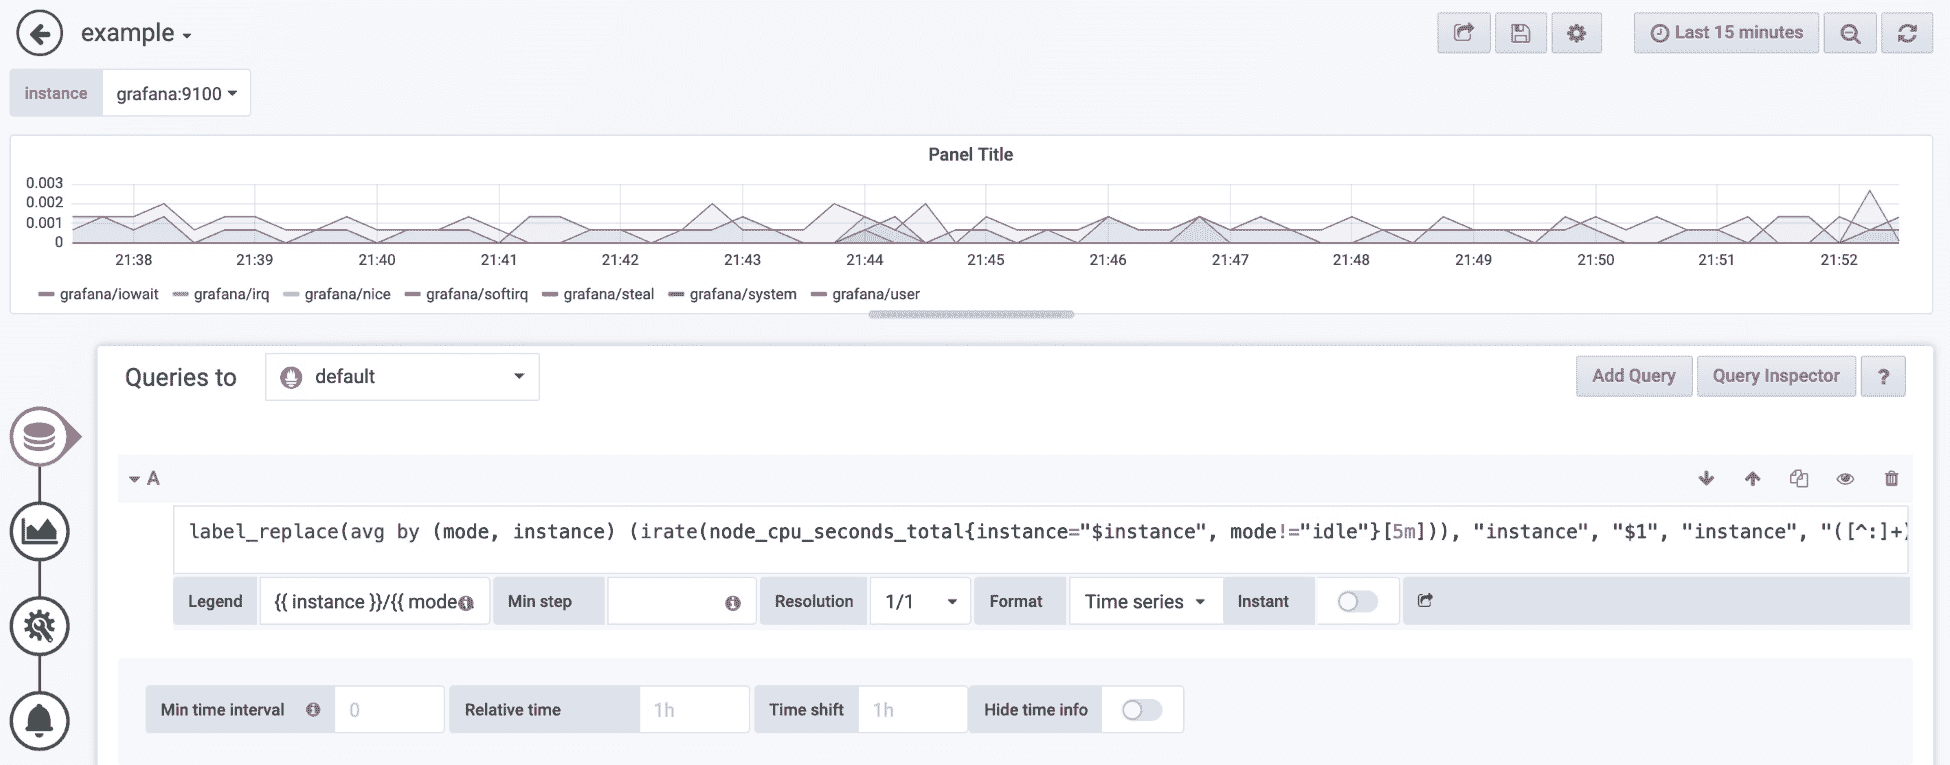 example
Last 15 minutes
instance grafana:9100
Panel Title
0.003
0.002
0.001
0
21:38 21:39 21:40 21:41 21:42 21:43 21:44 21:45 21:46 21:47 21:48 21:49 21:50 21:51 21:52
grafana/iowait grafana/irq grafana/nice grafana/softirq grafana/steal grafana/system grafana/user
Queries to default Add Query Query Inspector ?
A
label_replace(avg by (mode, instance) (irate(node_cpu_seconds_total{instance="$instance", mode!="idle"}[5m])), "instance", "$1", "instance", "([^:]+)
Legend {{ instance }}/{{ mode Min step Resolution 1/1 Format Time series Instant
Min time interval 0 Relative time 1h Time shift 1h Hide time info